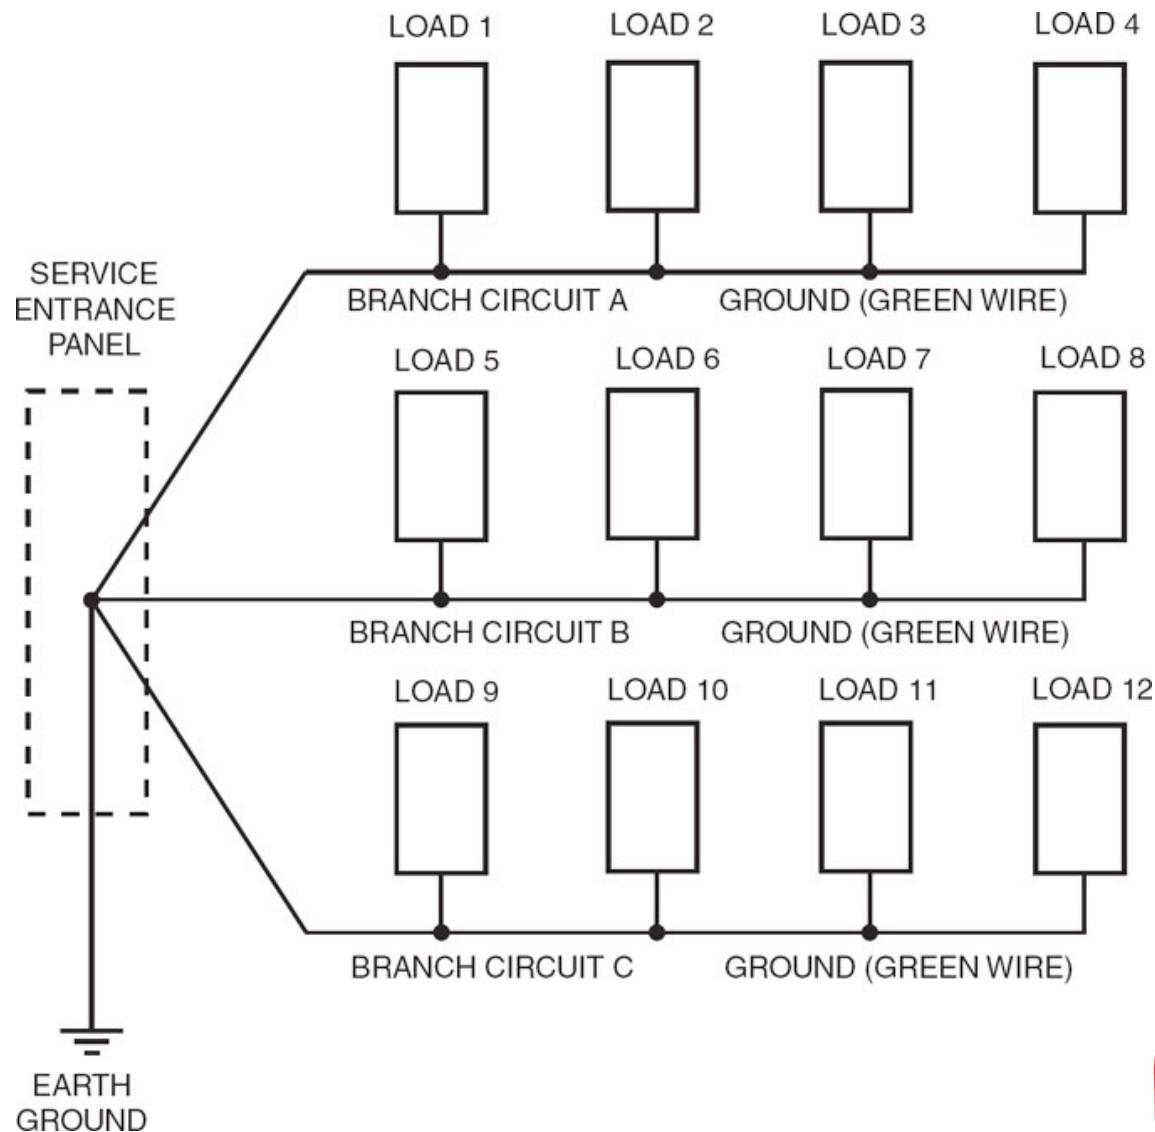 LOAD 1
LOAD 2
LOAD 3
LOAD 4
SERVICE
ENTRANCE
PANEL
BRANCH CIRCUIT A
GROUND (GREEN WIRE)
LOAD 5
LOAD 6
LOAD 7
LOAD 8
BRANCH CIRCUIT B
GROUND (GREEN WIRE)
LOAD 9
LOAD 10
LOAD 11
LOAD 12
BRANCH CIRCUIT C
GROUND (GREEN WIRE)
EARTH
GROUND